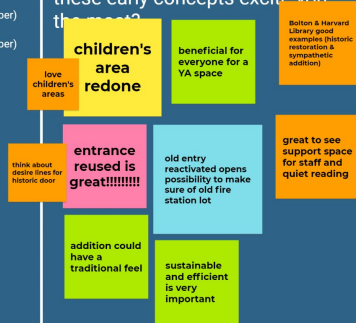 these early concepts excite you
the most?
ber)
ber)
children's
area
redone
beneficial for
everyone for a
YA space
Bolton & Harvard
Library good
examples (historic
restoration &
sympathetic
addition)
love
children's
areas
entrance
reused is
great!!!!!!!!!
old entry
reactivated opens
possibility to make
sure of old fire
station lot
great to see
support space
for staff and
quiet reading
think about
desire lines for
historic door
addition could
have a
traditional feel
sustainable
and efficient
is very
important